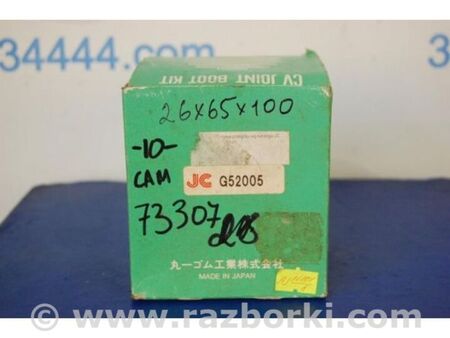 34444.com
CV JOINT BOOT KIT
26x65x100
-10-
CAM
JC G52005
73307
丸一ゴム工業株式会社
MADE IN JAPAN
www.razborki.com